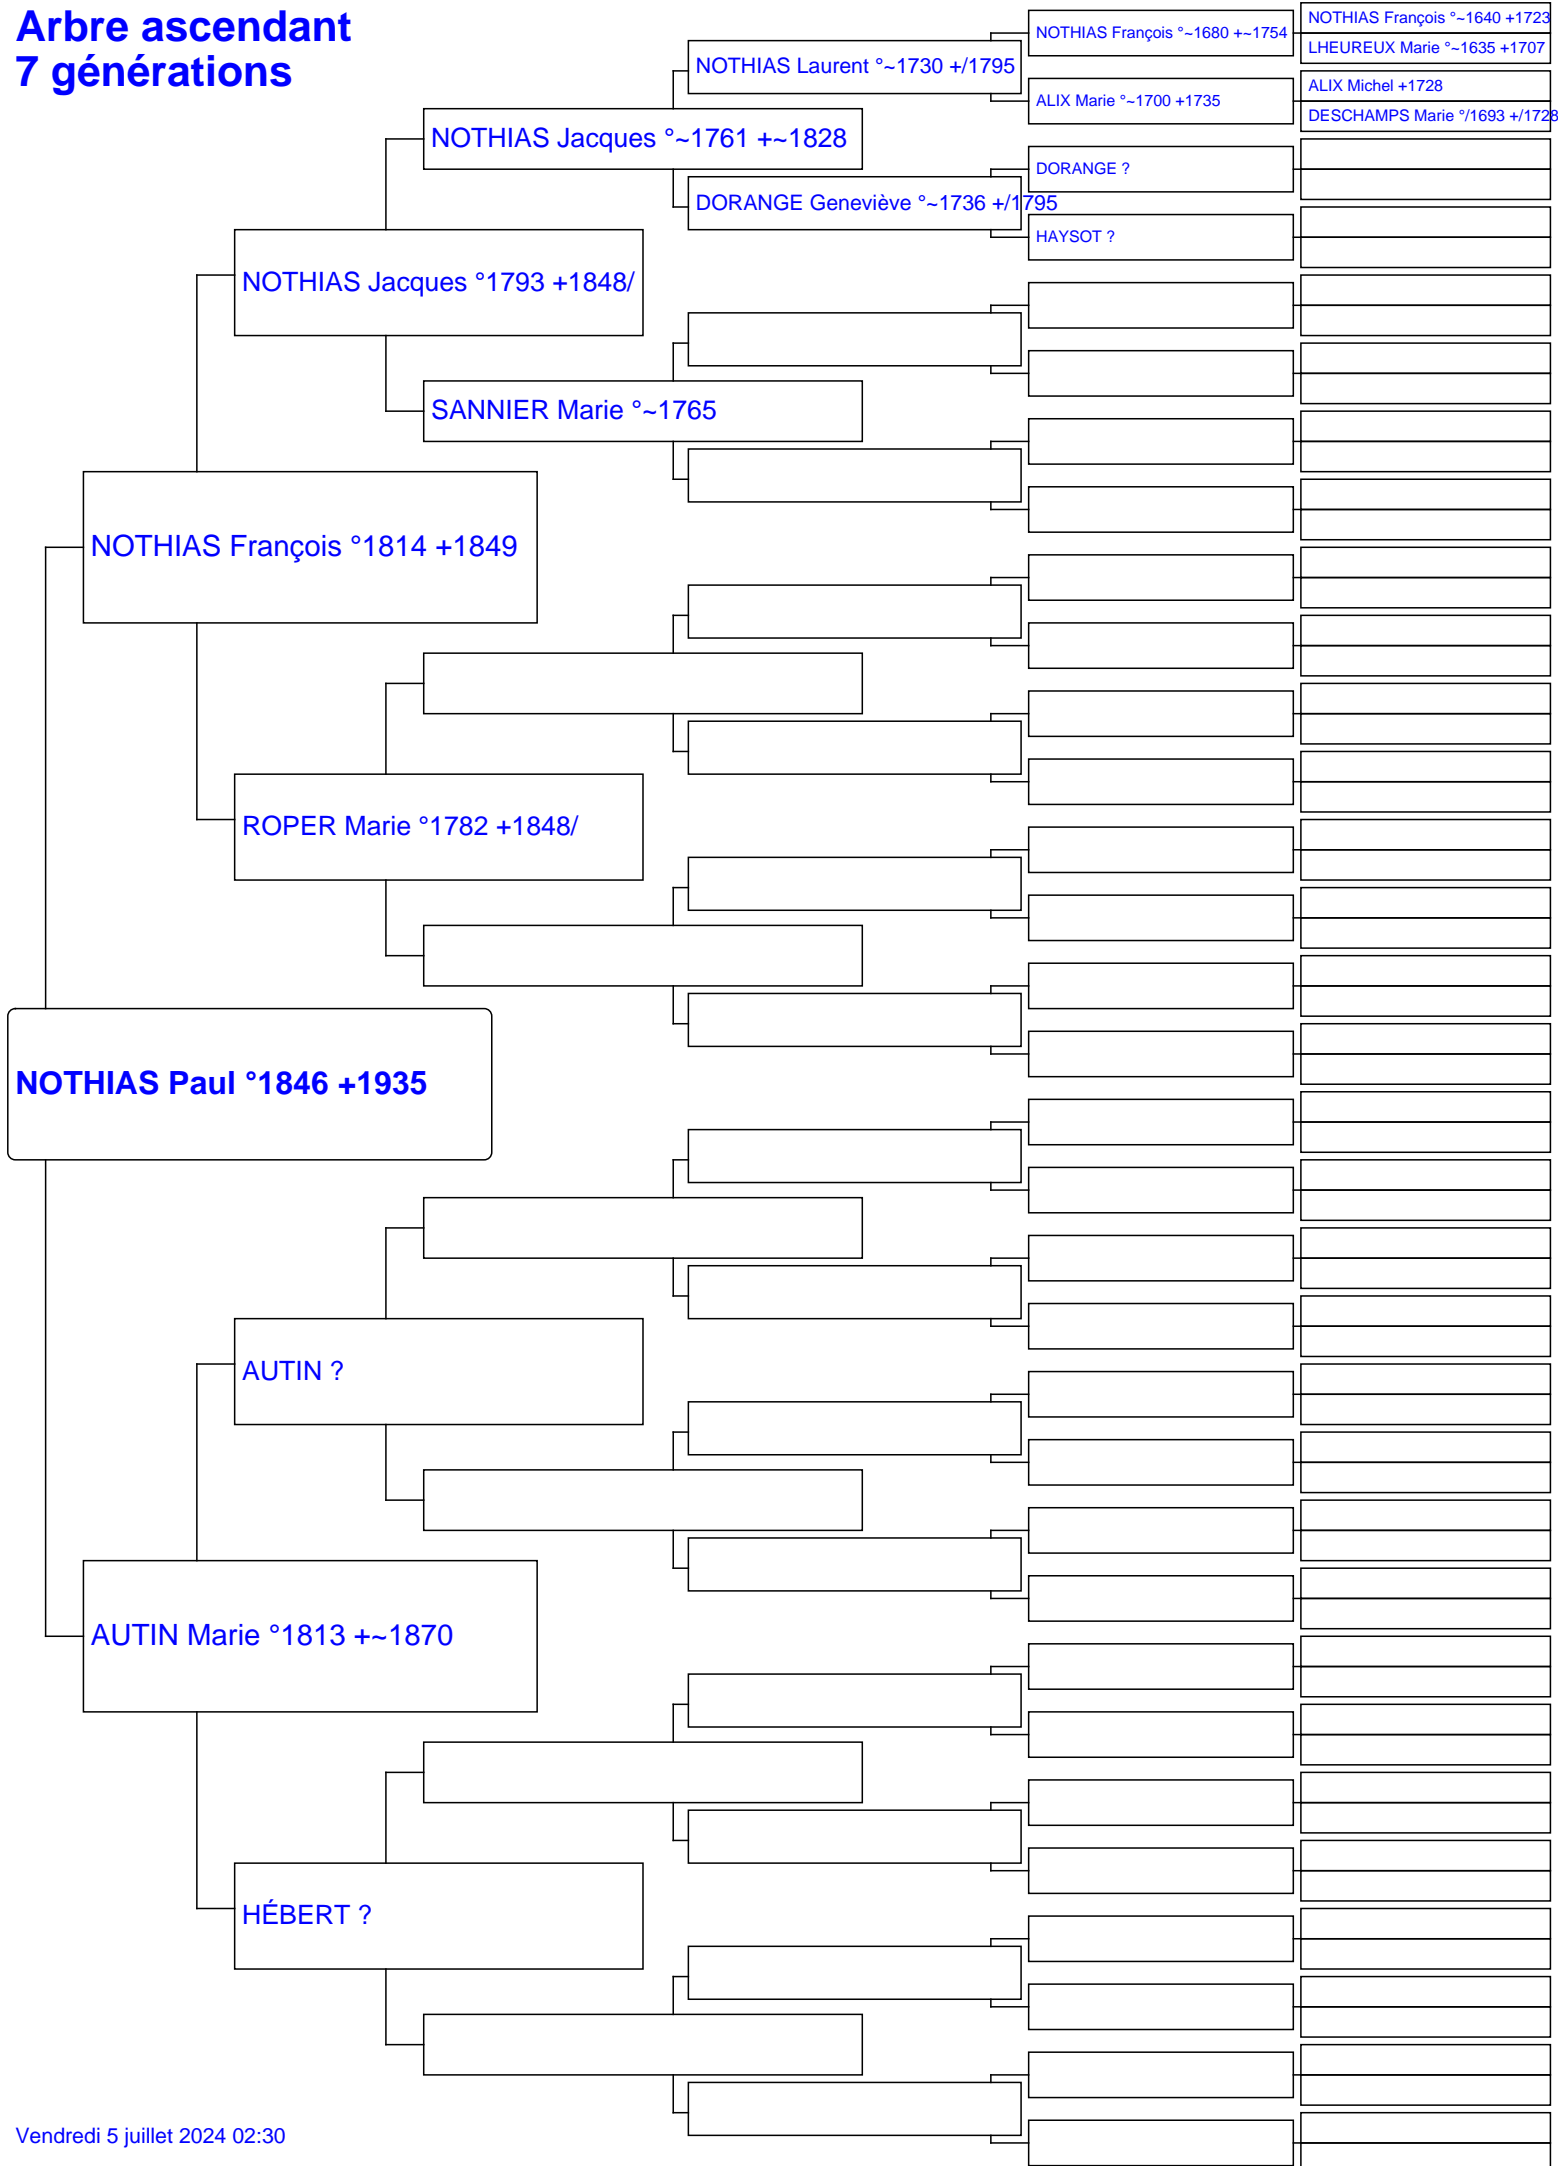 Arbre ascendant
7 générations
NOTHIAS François °~1640 +1723
NOTHIAS François °~1680 +~1754
LHEUREUX Marie °~1635 +1707
NOTHIAS Laurent °~1730 +/1795
ALIX Michel +1728
ALIX Marie °~1700 +1735
DESCHAMPS Marie °/1693 +/1728
NOTHIAS Jacques °~1761 +~1828
DORANGE ?
DORANGE Geneviève °~1736 +/1795
HAYSOT ?
NOTHIAS Jacques °1793 +1848/
SANNIER Marie °~1765
NOTHIAS François °1814 +1849
ROPER Marie °1782 +1848/
NOTHIAS Paul °1846 +1935
AUTIN ?
AUTIN Marie °1813 +~1870
HÉBERT ?
Vendredi 5 juillet 2024 02:30